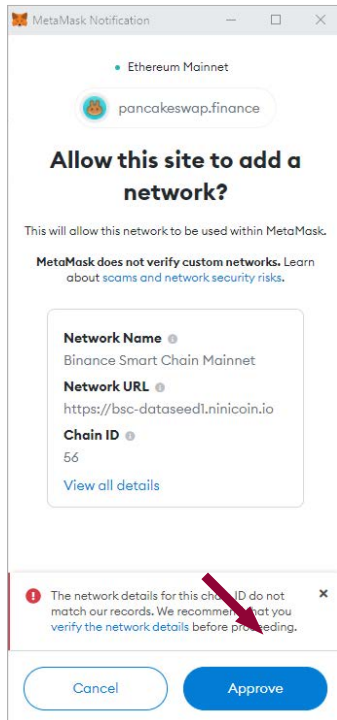 MetaMask Notification
Ethereum Mainnet
pancakeswap.finance
Allow this site to add a
network?
This will allow this network to be used within MetaMask.
MetaMask does not verify custom networks. Learn
about scams and network security risks.
Network Name
Binance Smart Chain Mainnet
Network URL
https://bsc-dataseed1.ninicoin.io
Chain ID
56
View all details
The network details for this chain ID do not
match our records. We recommend that you
verify the network details before proceeding.
Cancel
Approve